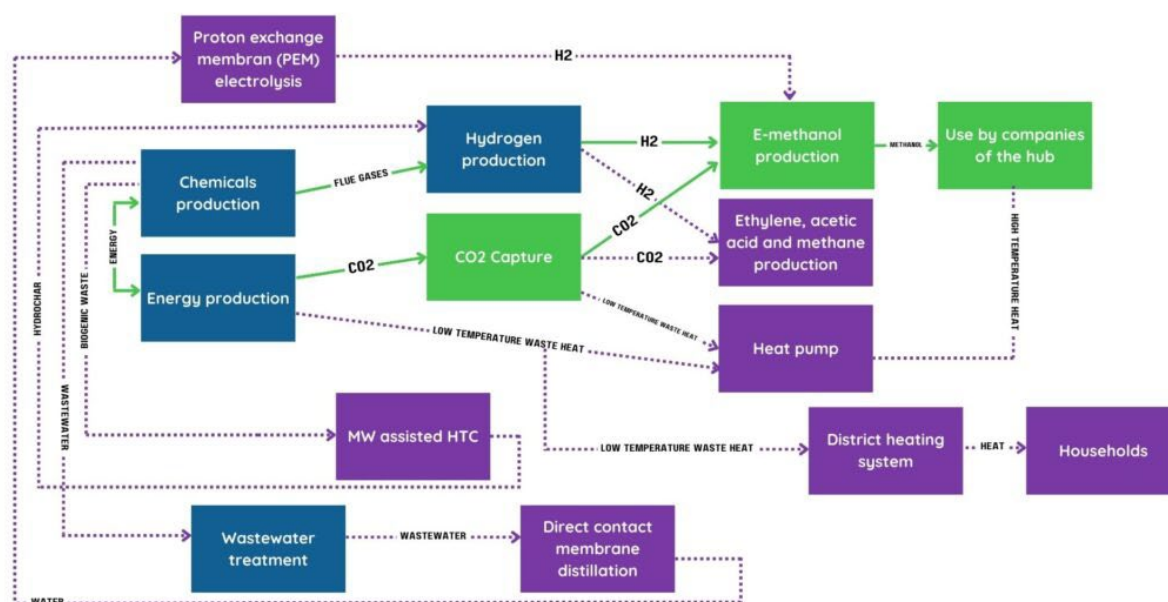 Proton exchange
membran (PEM)
electrolysis
H2
Hydrogen
production
H2
E-methanol
production
METHANOL
Use by companies
of the hub
Chemicals
production
FLUE GASES
H2
ENERGY
CO2
Energy production
CO2
CO2 Capture
CO2
Ethylene, acetic
acid and methane
production
HIGH TEMPERATURE HEAT
HYDROCHAR
BIOGENIC WASTE
WASTEWATER
LOW TEMPERATURE WASTE HEAT
LOW TEMPERATURE WASTE HEAT
Heat pump
MW assisted HTC
LOW TEMPERATURE WASTE HEAT
District heating
system
HEAT
Households
Wastewater
treatment
WASTEWATER
Direct contact
membrane
distillation
WATER